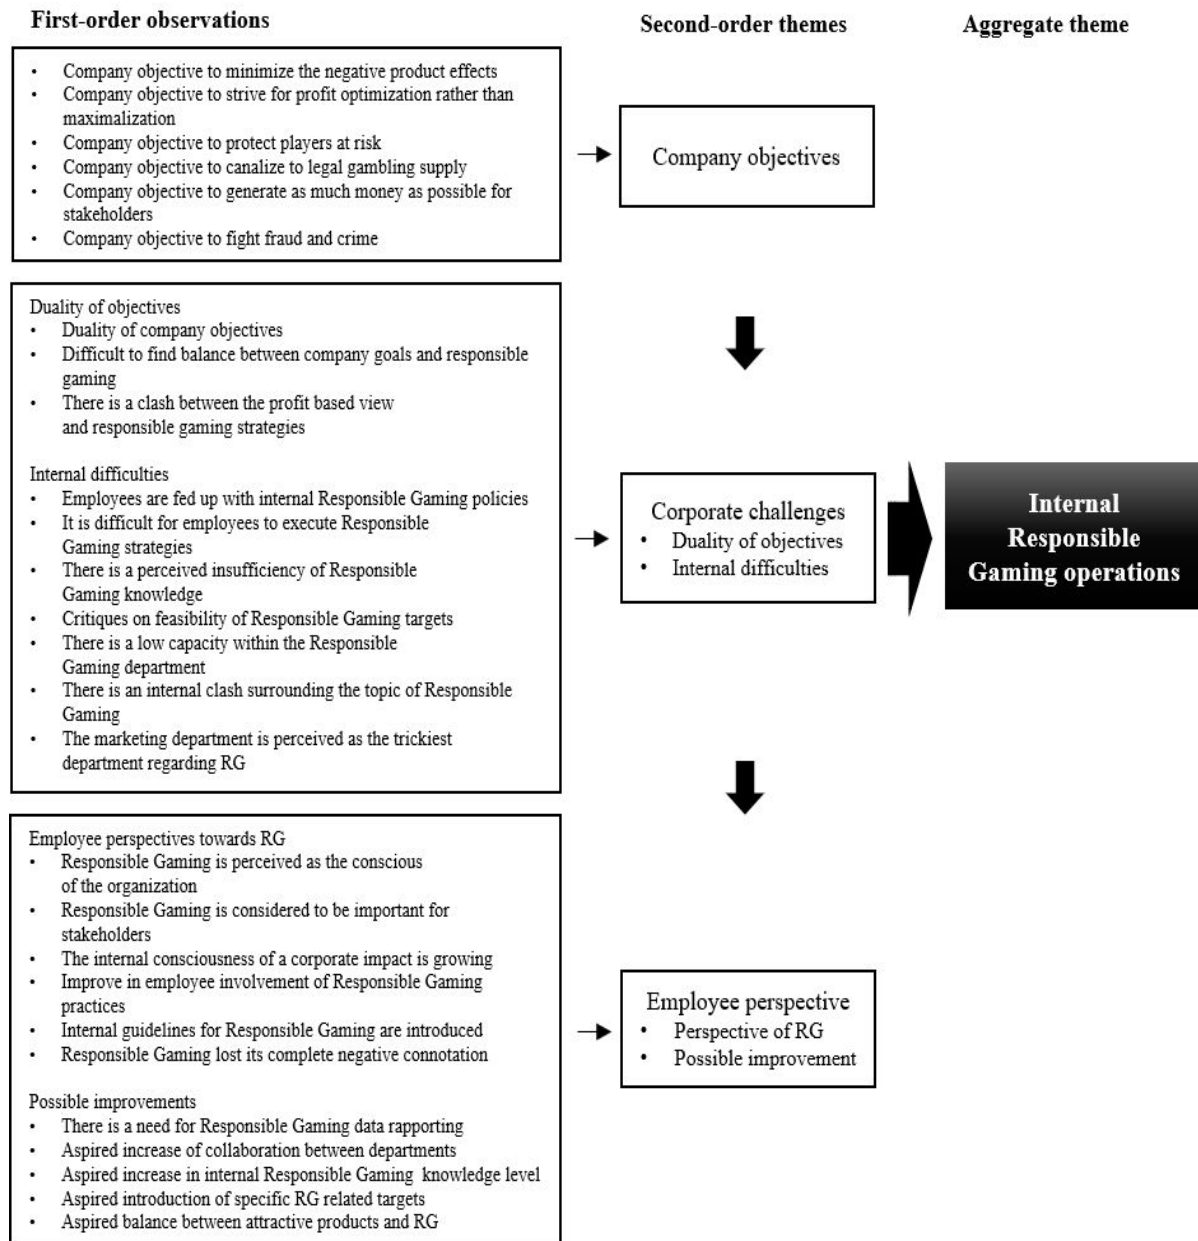 First-order observations
Second-order themes
Aggregate theme
• Company objective to minimize the negative product effects
• Company objective to strive for profit optimization rather than
maximalization
• Company objective to protect players at risk
• Company objective to canalize to legal gambling supply
• Company objective to generate as much money as possible for
stakeholders
• Company objective to fight fraud and crime
Company objectives
Duality of objectives
• Duality of company objectives
• Difficult to find balance between company goals and responsible
gaming
• There is a clash between the profit based view
and responsible gaming strategies
Internal difficulties
• Employees are fed up with internal Responsible Gaming policies
• It is difficult for employees to execute Responsible
Gaming strategies
• There is a perceived insufficiency of Responsible
Gaming knowledge
• Critiques on feasibility of Responsible Gaming targets
• There is a low capacity within the Responsible
Gaming department
• There is an internal clash surrounding the topic of Responsible
Gaming
• The marketing department is perceived as the trickiest
department regarding RG
Corporate challenges
• Duality of objectives
• Internal difficulties
Internal
Responsible
Gaming operations
Employee perspectives towards RG
• Responsible Gaming is perceived as the conscious
of the organization
• Responsible Gaming is considered to be important for
stakeholders
• The internal consciousness of a corporate impact is growing
• Improve in employee involvement of Responsible Gaming
practices
• Internal guidelines for Responsible Gaming are introduced
• Responsible Gaming lost its complete negative connotation
Possible improvements
• There is a need for Responsible Gaming data rapporting
• Aspired increase of collaboration between departments
• Aspired increase in internal Responsible Gaming knowledge level
• Aspired introduction of specific RG related targets
• Aspired balance between attractive products and RG
Employee perspective
• Perspective of RG
• Possible improvement